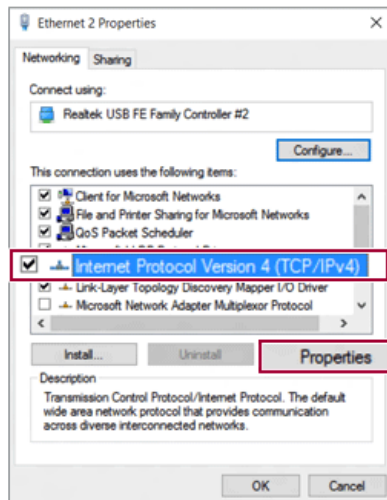 Ethernet 2 Properties
Networking Sharing
Connect using:
Realtek USB FE Family Controller #2
Configure...
This connection uses the following items:
Client for Microsoft Networks
File and Printer Sharing for Microsoft Networks
QoS Packet Scheduler
Internet Protocol Version 4 (TCP/IPv4)
Link-Layer Topology Discovery Mapper I/O Driver
Microsoft Network Adapter Multiplexor Protocol
Install... Uninstall Properties
Description
Transmission Control Protocol/Internet Protocol. The default
wide area network protocol that provides communication
across diverse interconnected networks.
OK Cancel